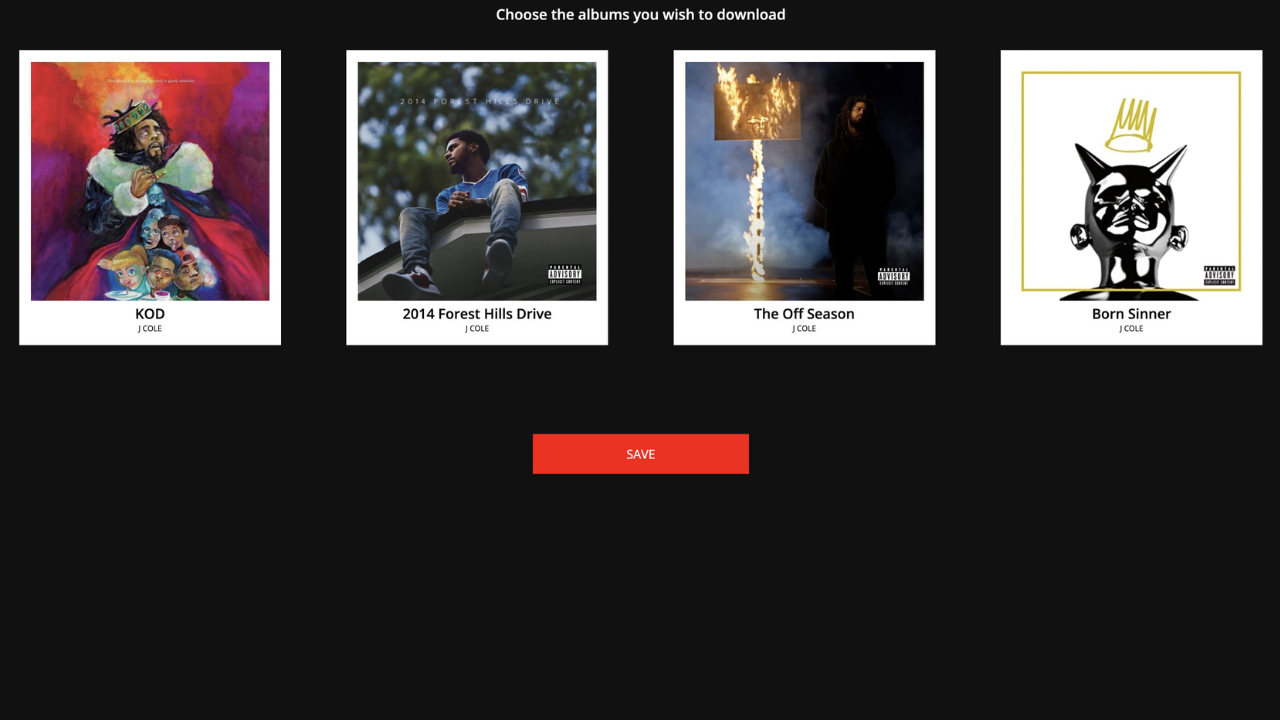 Choose the albums you wish to download
2014 FOREST HILLS DRIVE
PARENTAL
ADVISORY
EXPLICIT CONTENT
PARENTAL
ADVISORY
EXPLICIT CONTENT
PARENTAL
ADVISORY
EXPLICIT CONTENT
KOD
J COLE
2014 Forest Hills Drive
J COLE
The Off Season
J COLE
Born Sinner
J COLE
SAVE